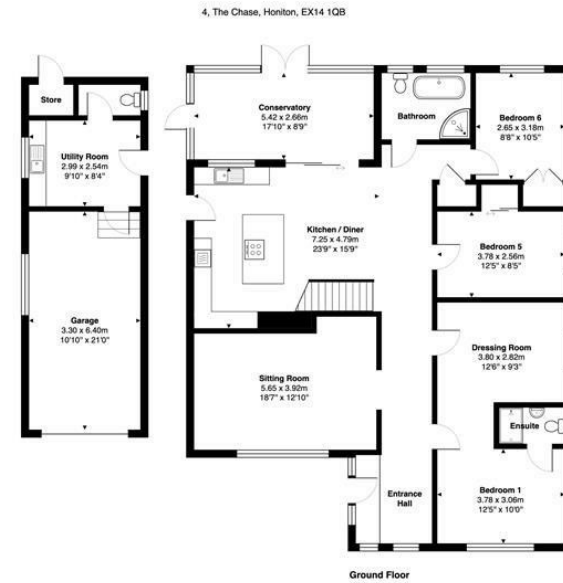 4, The Chase, Honiton, EX14 1QB
Store
Utility Room
2.99 x 2.54m
9'10" x 8'4"
Garage
3.30 x 6.40m
10'10" x 21'0"
Conservatory
5.42 x 2.66m
17'10" x 8'9"
Bathroom
Bedroom 6
2.65 x 3.18m
8'8" x 10'5"
Kitchen / Diner
7.25 x 4.79m
23'9" x 15'9"
Bedroom 5
3.78 x 2.56m
12'5" x 8'5"
Sitting Room
5.65 x 3.92m
18'7" x 12'10"
Dressing Room
3.80 x 2.82m
12'6" x 9'3"
Ensuite
Bedroom 1
3.78 x 3.06m
12'5" x 10'0"
Entrance
Hall
Ground Floor